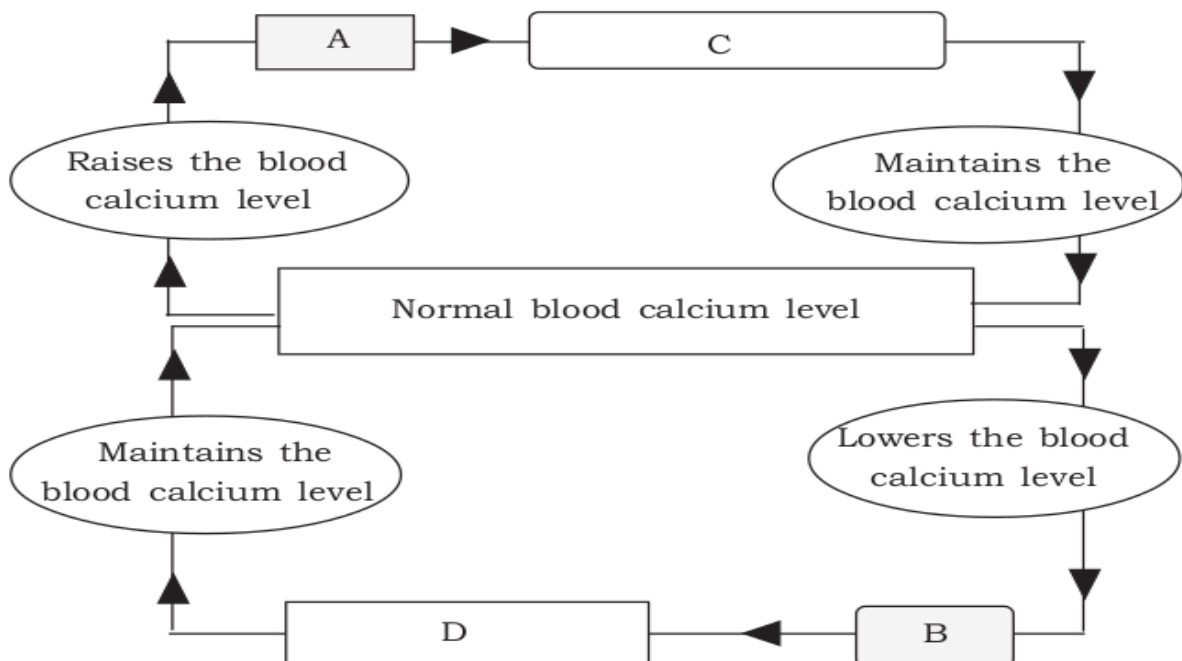 A
C
Raises the blood
calcium level
Maintains the
blood calcium level
Normal blood calcium level
Maintains the
blood calcium level
Lowers the blood
calcium level
D
B